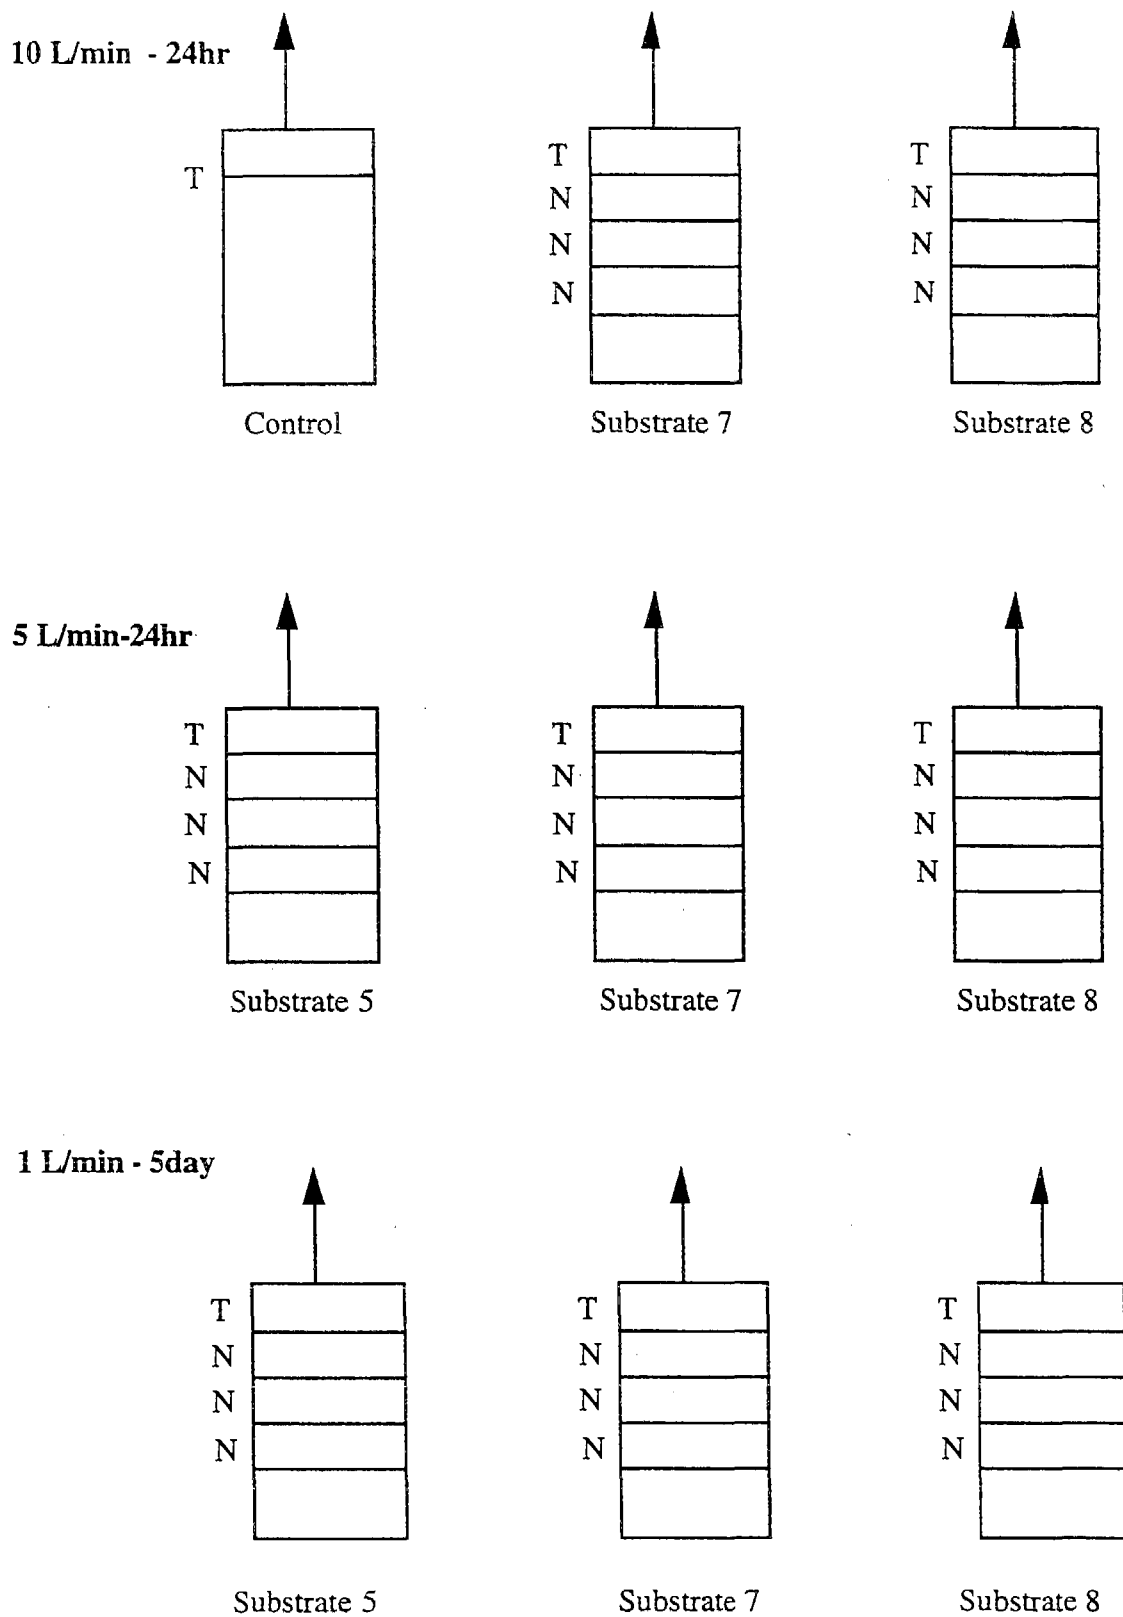 10 L/min - 24hr
T
T
T
N
N
N
N
N
N
Control
Substrate 7
Substrate 8
5 L/min-24hr
T
T
T
N
N
N
N
N
N
N
N
N
Substrate 5
Substrate 7
Substrate 8
1 L/min - 5day
T
T
T
N
N
N
N
N
N
N
N
N
Substrate 5
Substrate 7
Substrate 8